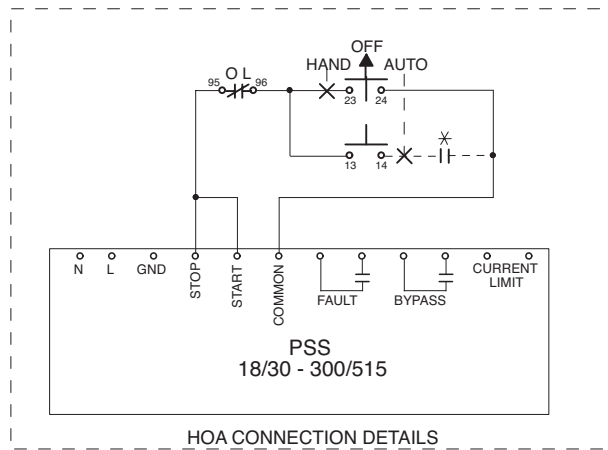 OFF
HAND AUTO
95 O L 96
23 24
13 14
N L GND STOP START COMMON FAULT BYPASS CURRENT LIMIT
PSS
18/30 - 300/515
HOA CONNECTION DETAILS